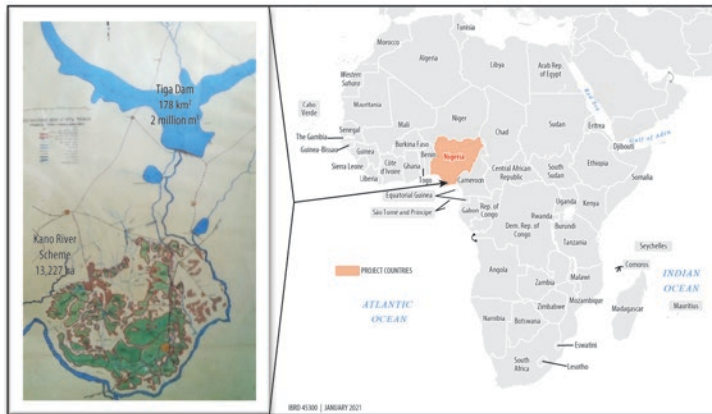 Tiga Dam
178 km²
2 million m³
Kano River
Scheme
13,227 ha
Tunisia
Morocco
Algeria
Libya
Arab Rep.
of Egypt
Western
Sahara
Cabo
Verde
Mauritania
Mali
Niger
Chad
Sudan
Eritrea
Red Sea
Gulf of Aden
Djibouti
Senegal
The Gambia
Guinea-Bissau
Guinea
Sierra Leone
Liberia
Côte
d'Ivoire
Burkina Faso
Ghana
Togo
Benin
Nigeria
Cameroon
Central African
Republic
South
Sudan
Ethiopia
Somalia
Equatorial Guinea
São Tomé and Príncipe
Gabon
Rep. of
Congo
Dem. Rep. of
Congo
Uganda
Kenya
Rwanda
Burundi
Tanzania
Seychelles
Comoros
PROJECT COUNTRIES
ATLANTIC
OCEAN
INDIAN
OCEAN
Angola
Zambia
Malawi
Mozambique
Zimbabwe
Madagascar
Mauritius
Namibia
Botswana
Eswatini
Lesotho
South
Africa
IBRD 45300 | JANUARY 2021